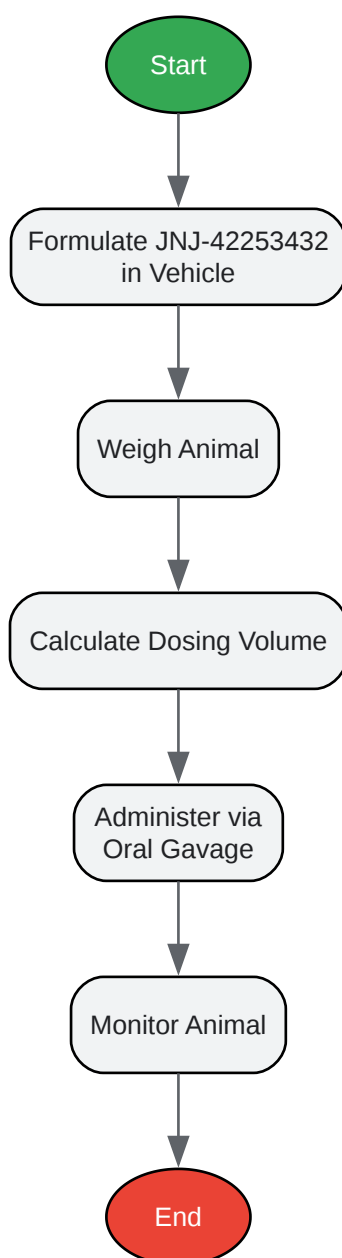 Start
Formulate JNJ-42253432
in Vehicle
Weigh Animal
Calculate Dosing Volume
Administer via
Oral Gavage
Monitor Animal
End